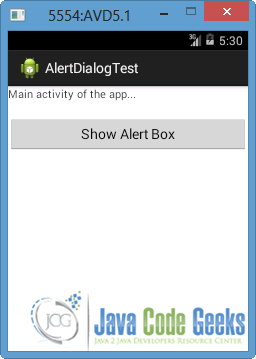 5554:AVD5.1
3G 5:30
AlertDialogTest
Main activity of the app...
Show Alert Box
JCG
Java Code Geeks
JAVA 2 JAVA DEVELOPERS RESOURCE CENTER